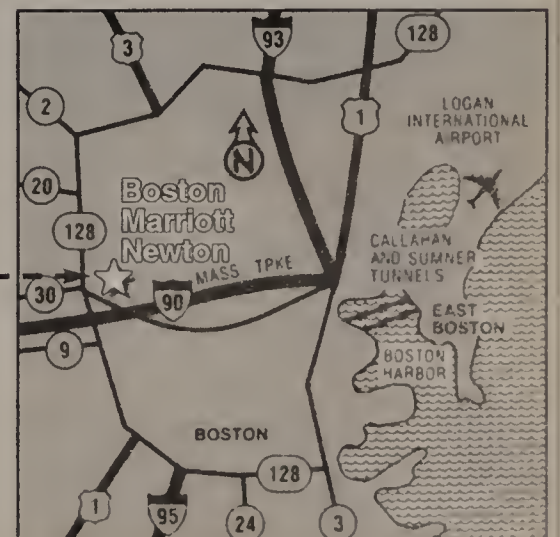 3
93
128
2
1
LOGAN
INTERNATIONAL
AIRPORT
N
20
Boston
Marriott
Newton
128
CALLAHAN
AND SUMNER
TUNNELS
MASS TPKE
30
90
EAST
BOSTON
9
BOSTON
HARBOR
BOSTON
128
1
95
24
3